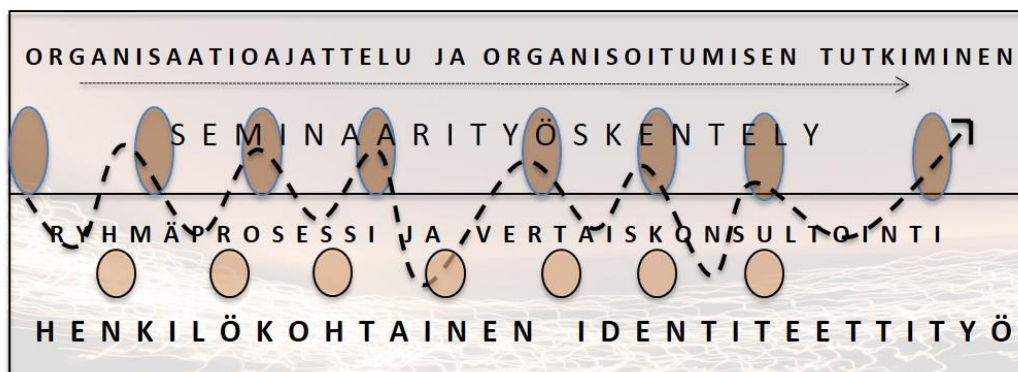 ORGANISAATIOAJATTELU JA ORGANISOITUMISEN TUTKIMINEN
SEMINAARITYÖSKENTELY
RYHMÄPROSESSI JA VERTAISKONSULTOINTI
HENKILÖKOHTAINEN IDENTITEETTITYÖ